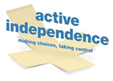 active
independence
making choices, taking control